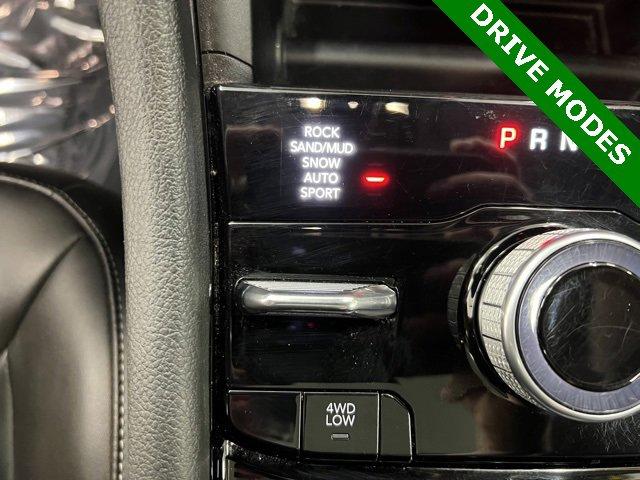 DRIVE MODES
ROCK
SAND/MUD
SNOW
AUTO
SPORT
P R N
4WD
LOW